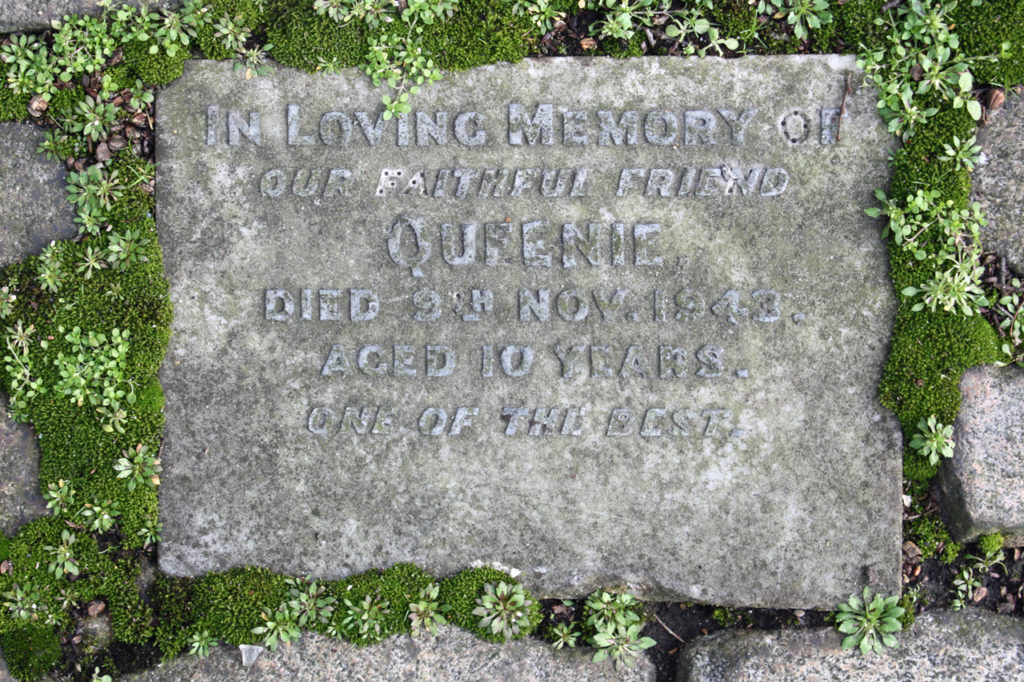 IN LOVING MEMORY OF
OUR FAITHFUL FRIEND
QUEENIE.
DIED 9TH NOV. 1943.
AGED 10 YEARS.
ONE OF THE BEST.